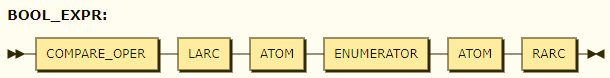 BOOL_EXPR:
COMPARE_OPER LARC ATOM ENUMERATOR ATOM RARC